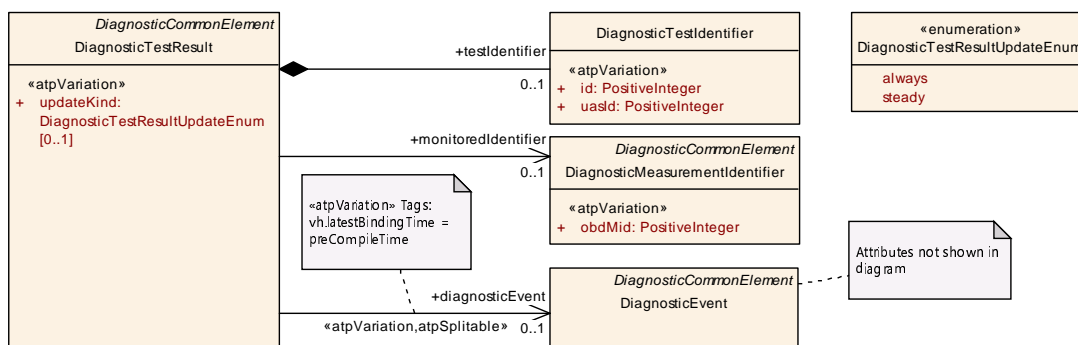 DiagnosticCommonElement
DiagnosticTestResult
«atpVariation»
+ updateKind:
DiagnosticTestResultUpdateEnum
[0..1]
+testIdentifier
0..1
DiagnosticTestIdentifier
«atpVariation»
+ id: PositiveInteger
+ uasId: PositiveInteger
«enumeration»
DiagnosticTestResultUpdateEnum
always
steady
+monitoredIdentifier
0..1
DiagnosticCommonElement
DiagnosticMeasurementIdentifier
«atpVariation»
+ obdMid: PositiveInteger
«atpVariation» Tags:
vh.latestBindingTime =
preCompileTime
Attributes not shown in
diagram
+diagnosticEvent
«atpVariation,atpSplitable»
0..1
DiagnosticCommonElement
DiagnosticEvent